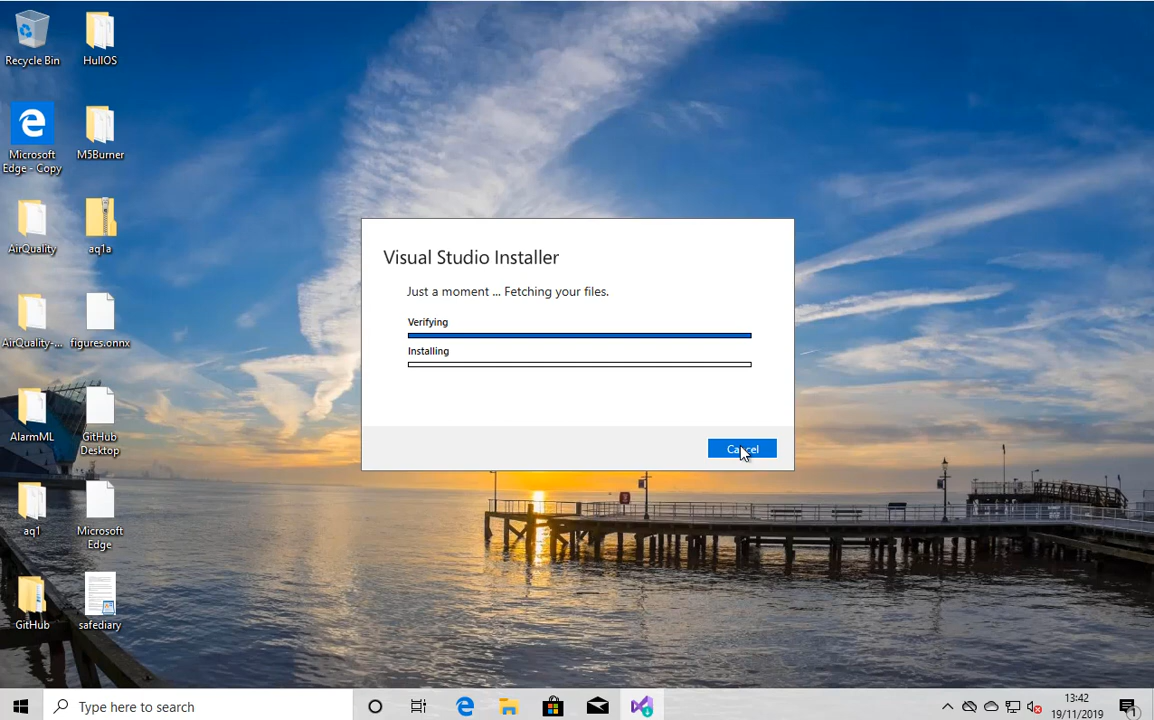 Recycle Bin
HullOS
Microsoft
Edge - Copy
M5Burner
AirQuality
aq1a
AirQuality-...
figures.onnx
AlarmML
GitHub
Desktop
aq1
Microsoft
Edge
GitHub
safediary
Visual Studio Installer
Just a moment ... Fetching your files.
Verifying
Installing
Cancel
Type here to search
13:42
19/11/2019
1